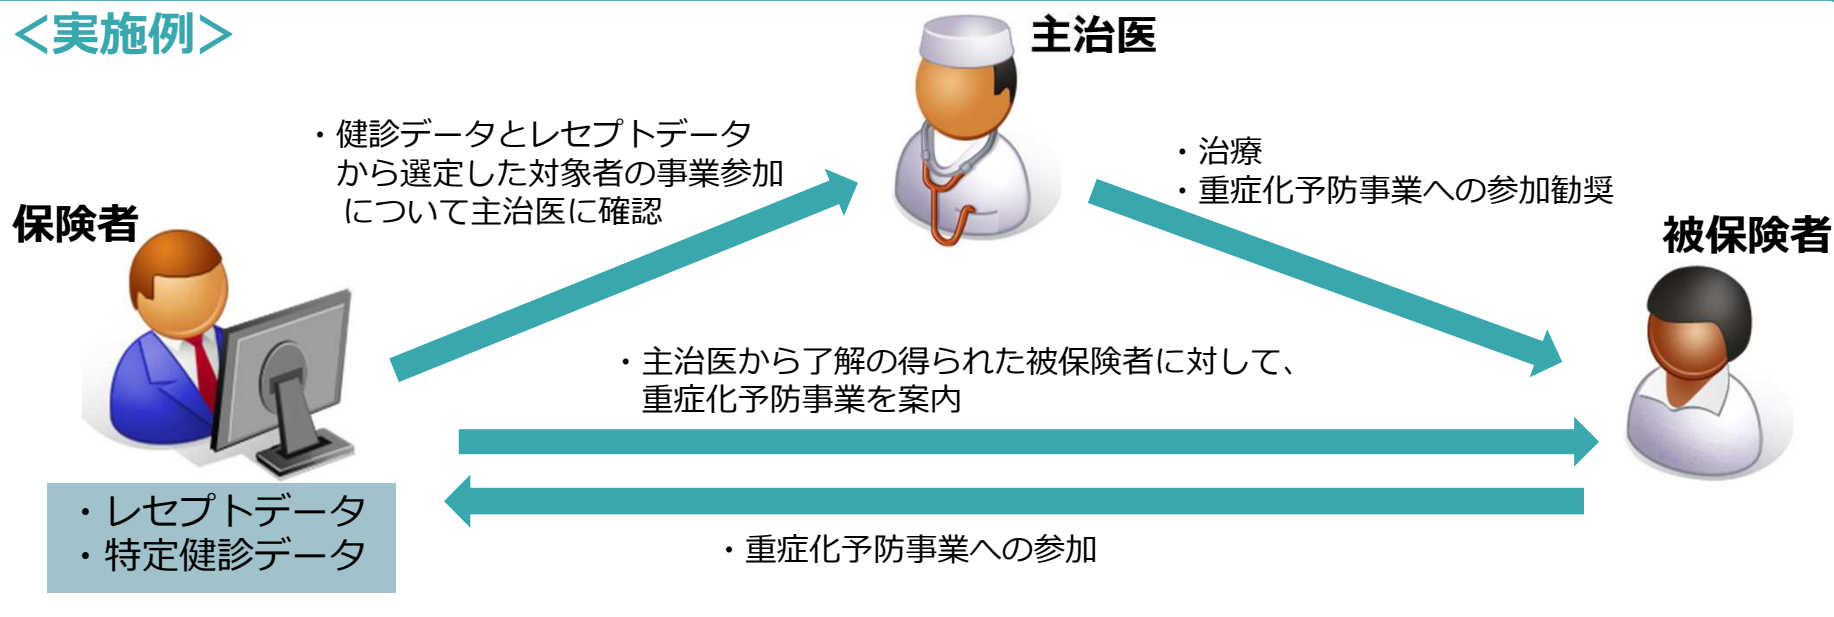 ＜実施例＞
主治医
・健診データとレセプトデータ
から選定した対象者の事業参加
について主治医に確認
・治療
・重症化予防事業への参加勧奨
保険者
被保険者
・主治医から了解の得られた被保険者に対して、
重症化予防事業を案内
・レセプトデータ
・特定健診データ
・重症化予防事業への参加